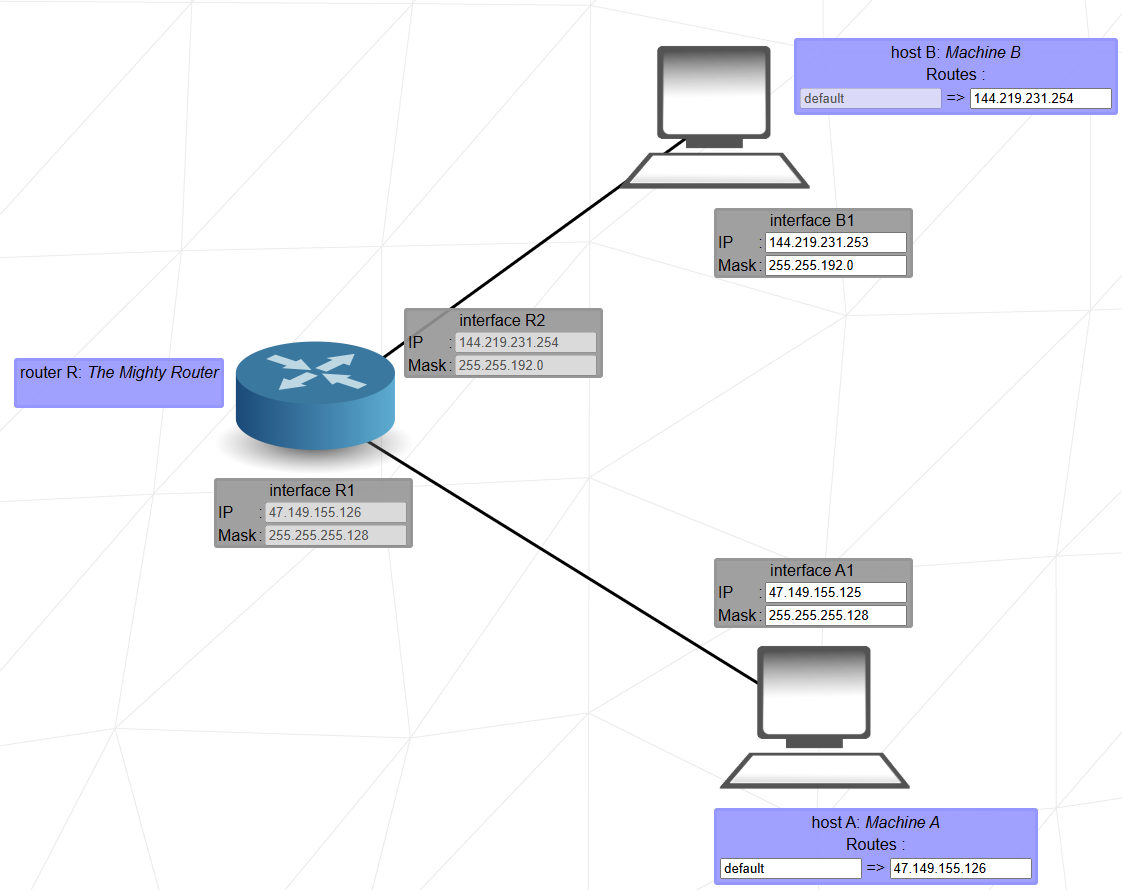 host B: Machine B
Routes :
default => 144.219.231.254
interface B1
IP : 144.219.231.253
Mask : 255.255.192.0
interface R2
IP : 144.219.231.254
Mask : 255.255.192.0
router R: The Mighty Router
interface R1
IP : 47.149.155.126
Mask : 255.255.255.128
interface A1
IP : 47.149.155.125
Mask : 255.255.255.128
host A: Machine A
Routes :
default => 47.149.155.126